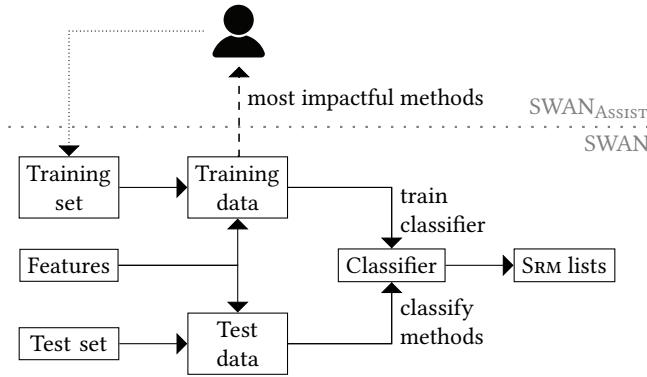 most impactful methods
SWANASSIST
SWAN
Training
set
Training
data
train
classifier
Features
Classifier
SRM lists
Test set
Test
data
classify
methods